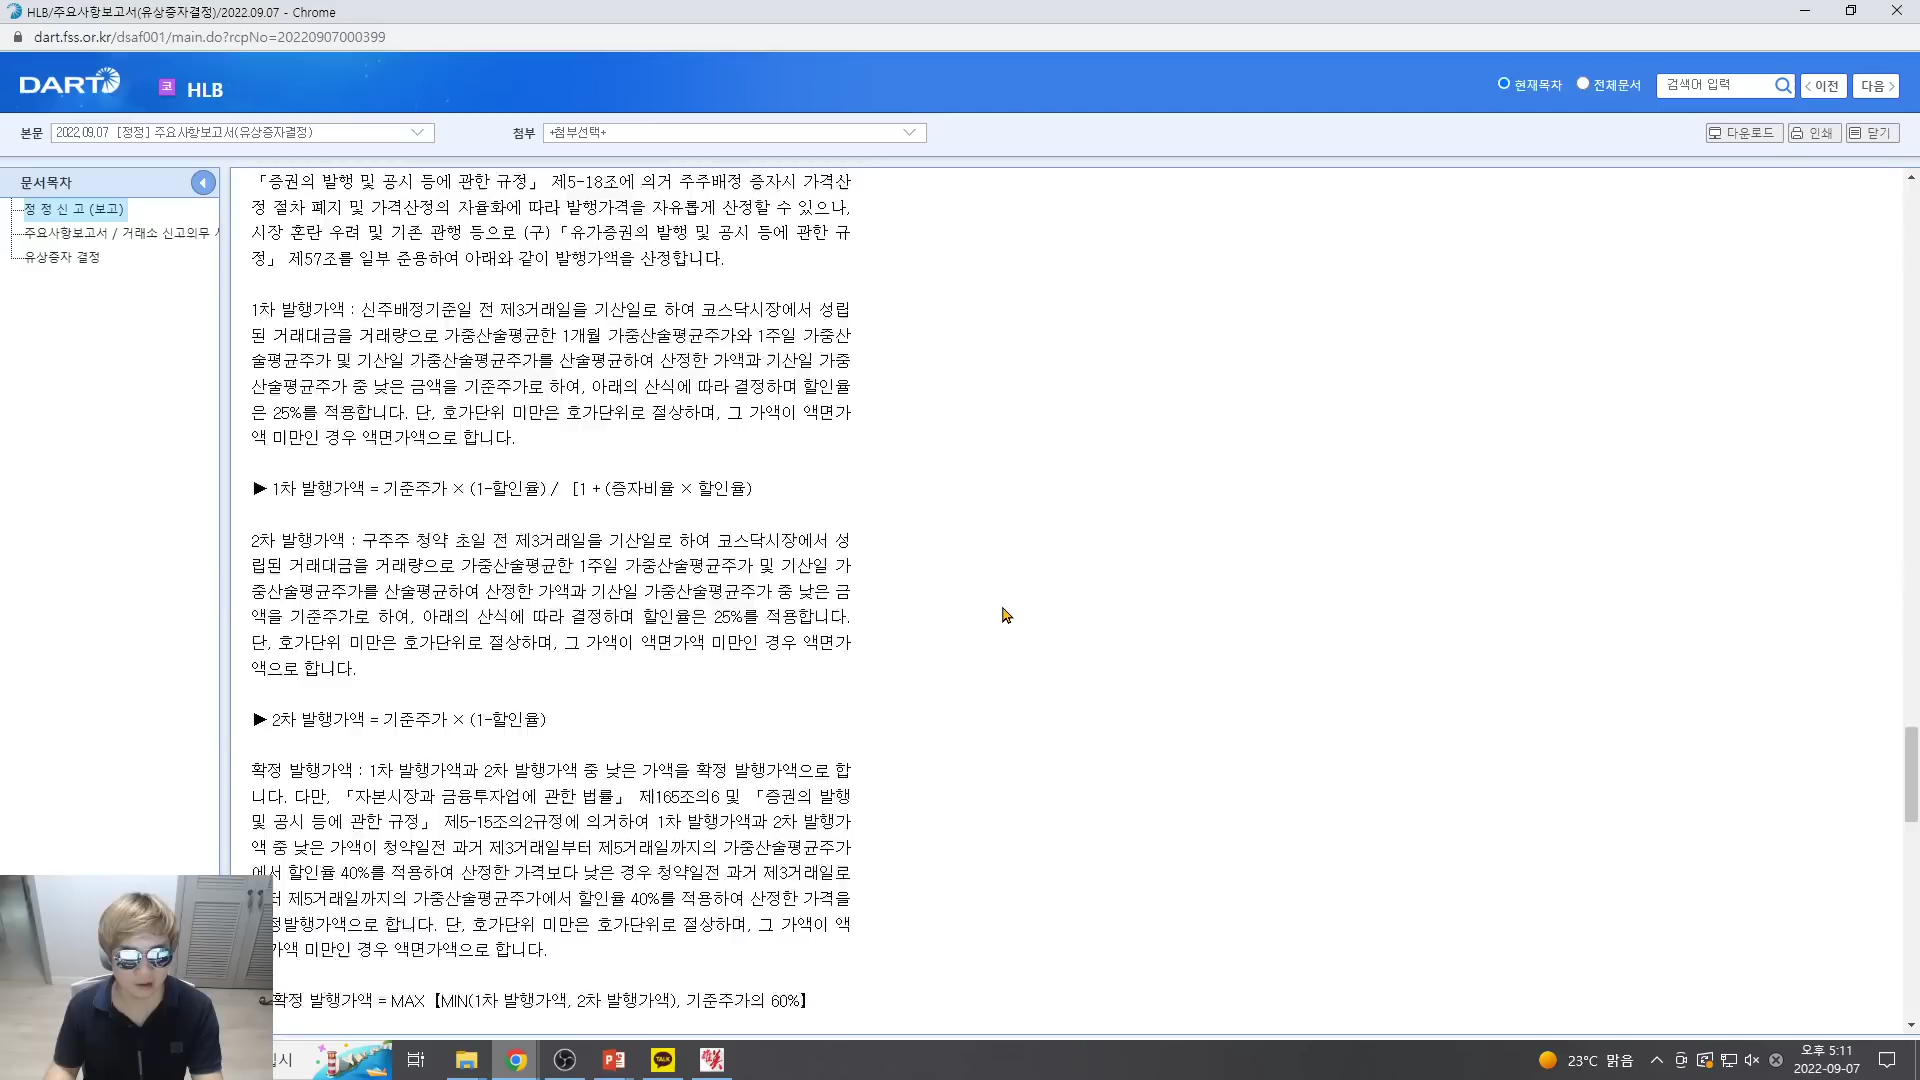 HLB/주요사항보고서(유상증자결정)/2022.09.07 - Chrome
dart.fss.or.kr/dsaf001/main.do?rcpNo=20220907000399
DART
코 HLB
현재목차 전체문서 검색어 입력 이전 다음
본문 2022,09,07 [정정] 주요사항보고서(유상증자결정) 첨부 +첨부선택+ 다운로드 인쇄 닫기
문서목차
정 정 신 고 (보고)
주요사항보고서 / 거래소 신고의무
유상증자 결정
「증권의 발행 및 공시 등에 관한 규정」 제5-18조에 의거 주주배정 증자시 가격산
정 절차 폐지 및 가격산정의 자율화에 따라 발행가격을 자유롭게 산정할 수 있으나,
시장 혼란 우려 및 기존 관행 등으로 (구)「유가증권의 발행 및 공시 등에 관한 규
정」 제57조를 일부 준용하여 아래와 같이 발행가액을 산정합니다.
1차 발행가액 : 신주배정기준일 전 제3거래일을 기산일로 하여 코스닥시장에서 성립
된 거래대금을 거래량으로 가중산술평균한 1개월 가중산술평균주가와 1주일 가중산
술평균주가 및 기산일 가중산술평균주가를 산술평균하여 산정한 가액과 기산일 가중
산술평균주가 중 낮은 금액을 기준주가로 하여, 아래의 산식에 따라 결정하며 할인율
은 25%를 적용합니다. 단, 호가단위 미만은 호가단위로 절상하며, 그 가액이 액면가
액 미만인 경우 액면가액으로 합니다.
▶ 1차 발행가액 = 기준주가 × (1-할인율) / [1 + (증자비율 × 할인율)
2차 발행가액 : 구주주 청약 초일 전 제3거래일을 기산일로 하여 코스닥시장에서 성
립된 거래대금을 거래량으로 가중산술평균한 1주일 가중산술평균주가 및 기산일 가
중산술평균주가를 산술평균하여 산정한 가액과 기산일 가중산술평균주가 중 낮은 금
액을 기준주가로 하여, 아래의 산식에 따라 결정하며 할인율은 25%를 적용합니다.
단, 호가단위 미만은 호가단위로 절상하며, 그 가액이 액면가액 미만인 경우 액면가
액으로 합니다.
▶ 2차 발행가액 = 기준주가 × (1-할인율)
확정 발행가액 : 1차 발행가액과 2차 발행가액 중 낮은 가액을 확정 발행가액으로 합
니다. 다만, 「자본시장과 금융투자업에 관한 법률」 제165조의6 및 「증권의 발행
및 공시 등에 관한 규정」 제5-15조의2규정에 의거하여 1차 발행가액과 2차 발행가
액 중 낮은 가액이 청약일전 과거 제3거래일부터 제5거래일까지의 가중산술평균주가
에서 할인율 40%를 적용하여 산정한 가격보다 낮은 경우 청약일전 과거 제3거래일로
터 제5거래일까지의 가중산술평균주가에서 할인율 40%를 적용하여 산정한 가격을
정발행가액으로 합니다. 단, 호가단위 미만은 호가단위로 절상하며, 그 가액이 액
가액 미만인 경우 액면가액으로 합니다.
확정 발행가액 = MAX【MIN(1차 발행가액, 2차 발행가액), 기준주가의 60%】
TALK
23°C 맑음
오후 5:11
2022-09-07